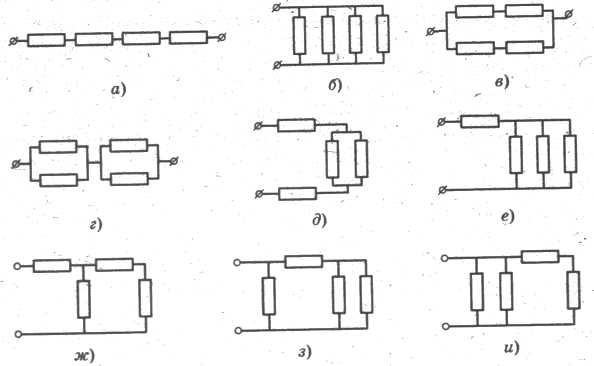 а) б) в)
г) д) е)
ж) з) и)